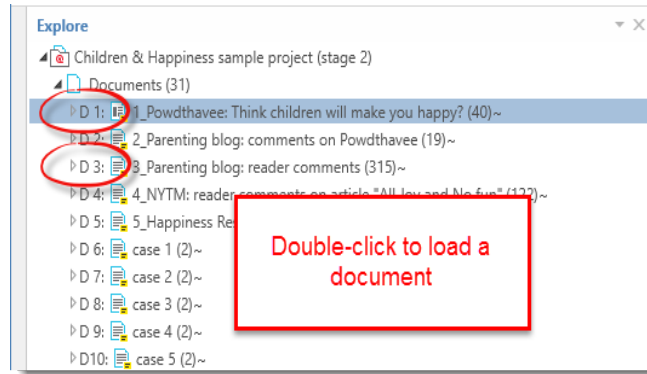 Explore
Children & Happiness sample project (stage 2)
Documents (31)
D 1: 1_Powdthavee: Think children will make you happy? (40)~
D 2: 2_Parenting blog: comments on Powdthavee (19)~
D 3: 3_Parenting blog: reader comments (315)~
D 4: 4_NYTM: reader comments on article "All Joy and No fun" (122)~
D 5: 5_Happiness
D 6: case 1 (2)~
D 7: case 2 (2)~
D 8: case 3 (2)~
D 9: case 4 (2)~
D10: case 5 (2)~
Double-click to load a
document